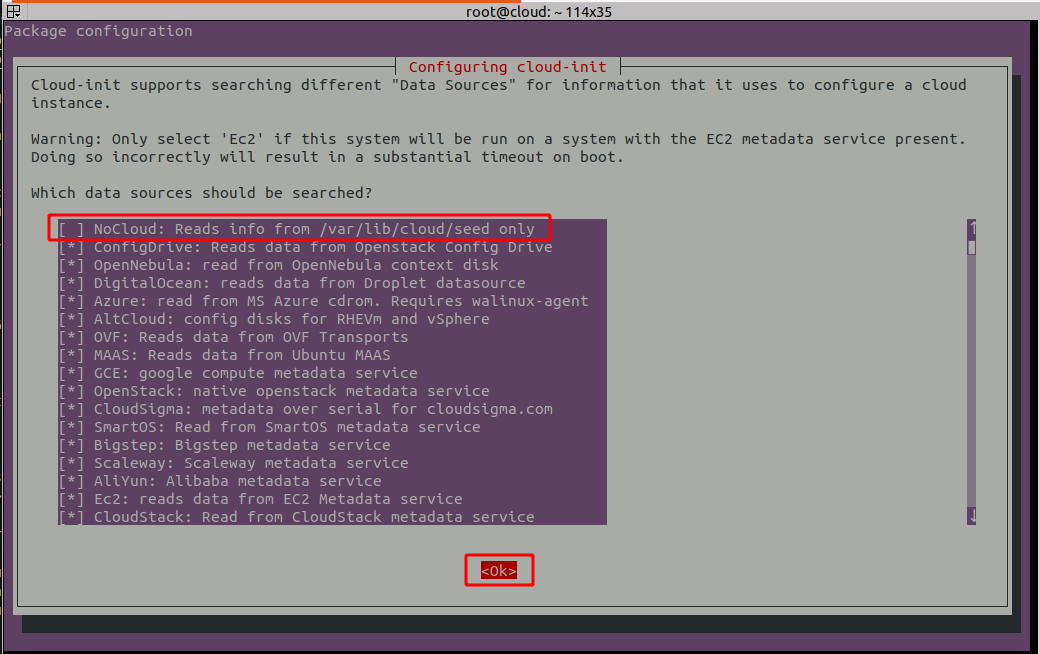 root@cloud: ~ 114x35
Package configuration
Configuring cloud-init
Cloud-init supports searching different "Data Sources" for information that it uses to configure a cloud
instance.
Warning: Only select 'Ec2' if this system will be run on a system with the EC2 metadata service present.
Doing so incorrectly will result in a substantial timeout on boot.
Which data sources should be searched?
[ ] NoCloud: Reads info from /var/lib/cloud/seed only
[*] ConfigDrive: Reads data from Openstack Config Drive
[*] OpenNebula: read from OpenNebula context disk
[*] DigitalOcean: reads data from Droplet datasource
[*] Azure: read from MS Azure cdrom. Requires walinux-agent
[*] AltCloud: config disks for RHEVm and vSphere
[*] OVF: Reads data from OVF Transports
[*] MAAS: Reads data from Ubuntu MAAS
[*] GCE: google compute metadata service
[*] OpenStack: native openstack metadata service
[*] CloudSigma: metadata over serial for cloudsigma.com
[*] SmartOS: Read from SmartOS metadata service
[*] Bigstep: Bigstep metadata service
[*] Scaleway: Scaleway metadata service
[*] AliYun: Alibaba metadata service
[*] Ec2: reads data from EC2 Metadata service
[*] CloudStack: Read from CloudStack metadata service
<Ok>